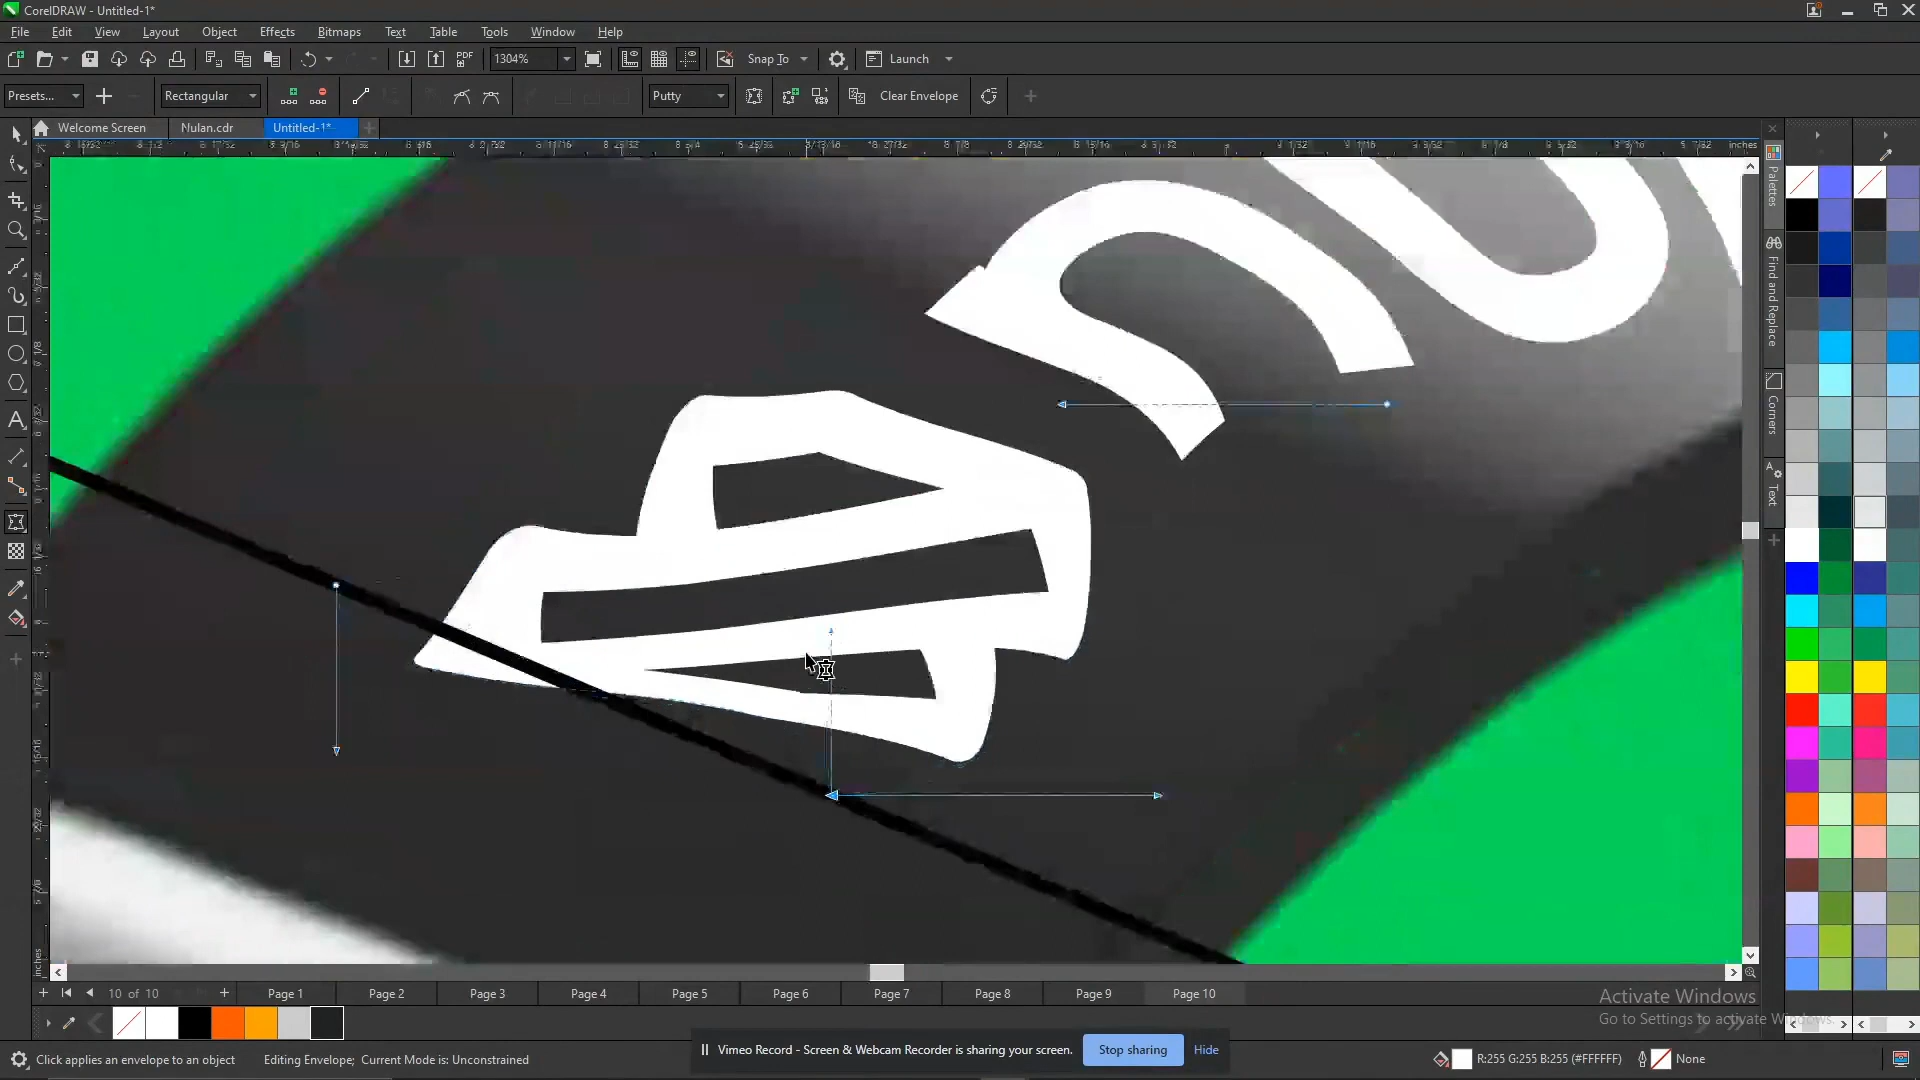 CorelDRAW - Untitled-1*
File Edit View Layout Object Effects Bitmaps Text Table Tools Window Help
1304% Snap To Launch
PDF
Presets... Rectangular Putty Clear Envelope
Welcome Screen Nulan.cdr Untitled-1*
inches
Palettes
Find and Replace
Corners
Text
inches
10 of 10 Page 1 Page 2 Page 3 Page 4 Page 5 Page 6 Page 7 Page 8 Page 9 Page 10
Activate Windows
Go to Settings to activate Windows.
Vimeo Record - Screen & Webcam Recorder is sharing your screen. Stop sharing Hide
Click applies an envelope to an object Editing Envelope; Current Mode is: Unconstrained R:255 G:255 B:255 (#FFFFFF) None